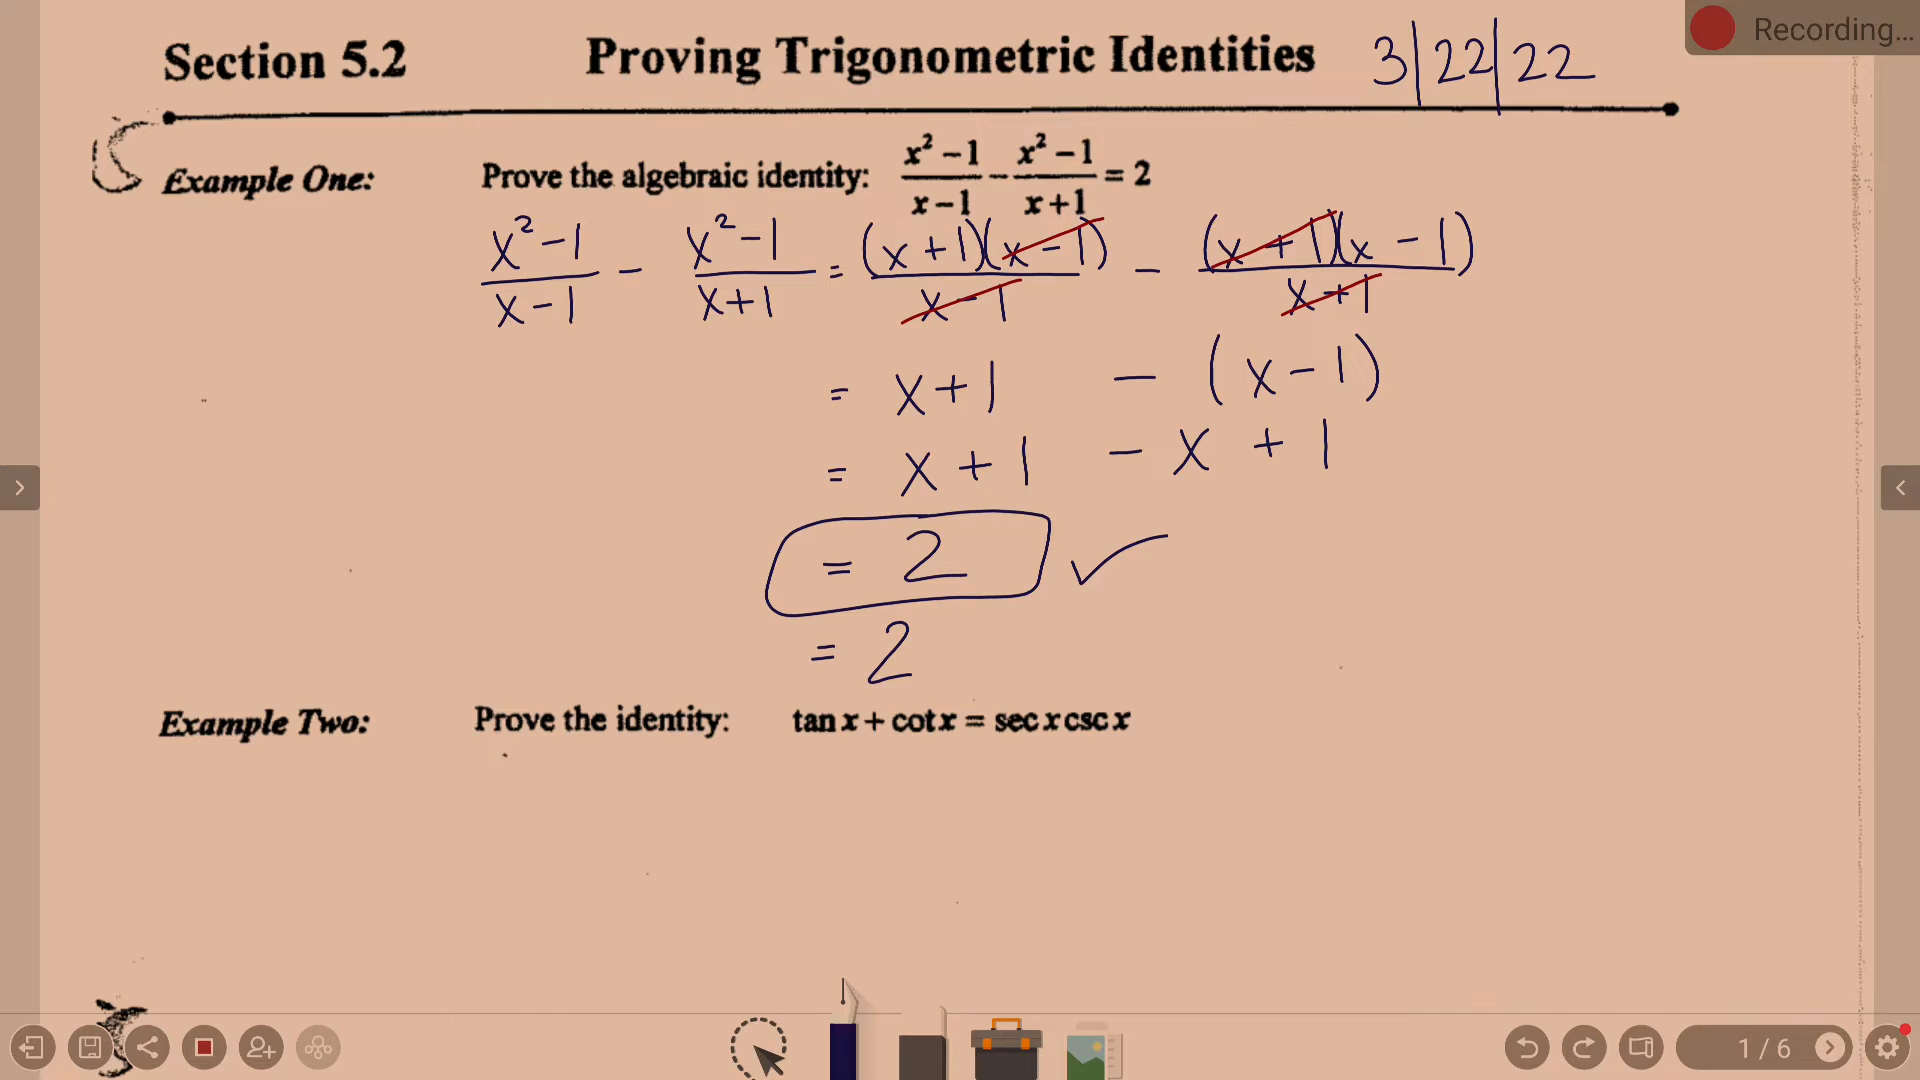 Section 5.2 Proving Trigonometric Identities 3|22|22
Recording...
Example One: Prove the algebraic identity: (x² − 1)/(x − 1) − (x² − 1)/(x + 1) = 2
(x² − 1)/(x − 1) − (x² − 1)/(x + 1) = (x + 1)(x − 1)/(x − 1) − (x + 1)(x − 1)/(x + 1)
= x + 1 − (x − 1)
= x + 1 − x + 1
= 2 ✓
= 2
Example Two: Prove the identity: tan x + cot x = sec x csc x
1 / 6